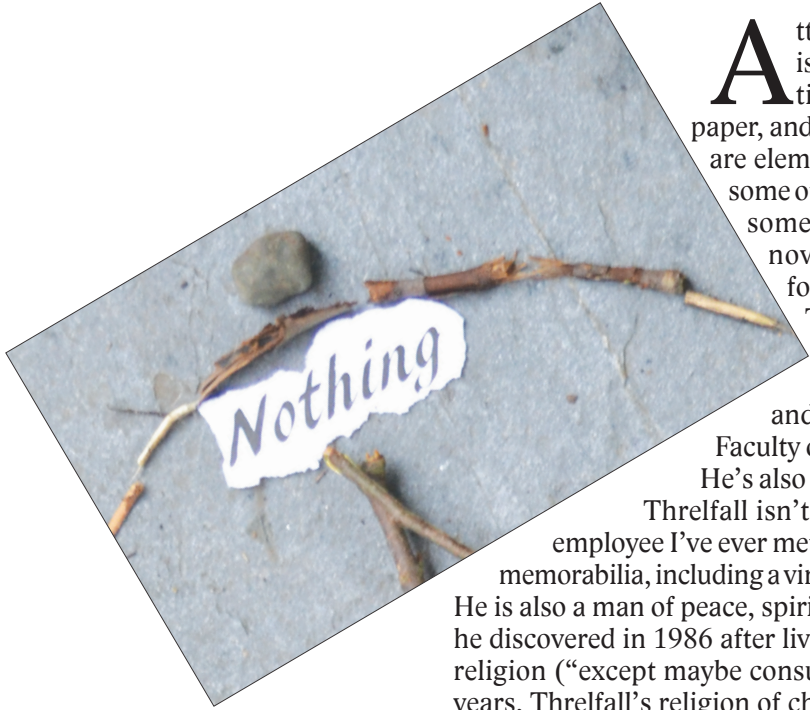 Nothing
A tt
is
ti
paper, and
are elem
some o
some
nov
fo
and
Faculty o
He's also
Threlfall isn't
employee I've ever me
memorabilia, including a vi
He is also a man of peace, spiri
he discovered in 1986 after liv
religion (“except maybe consu
years, Threlfall's religion of ch